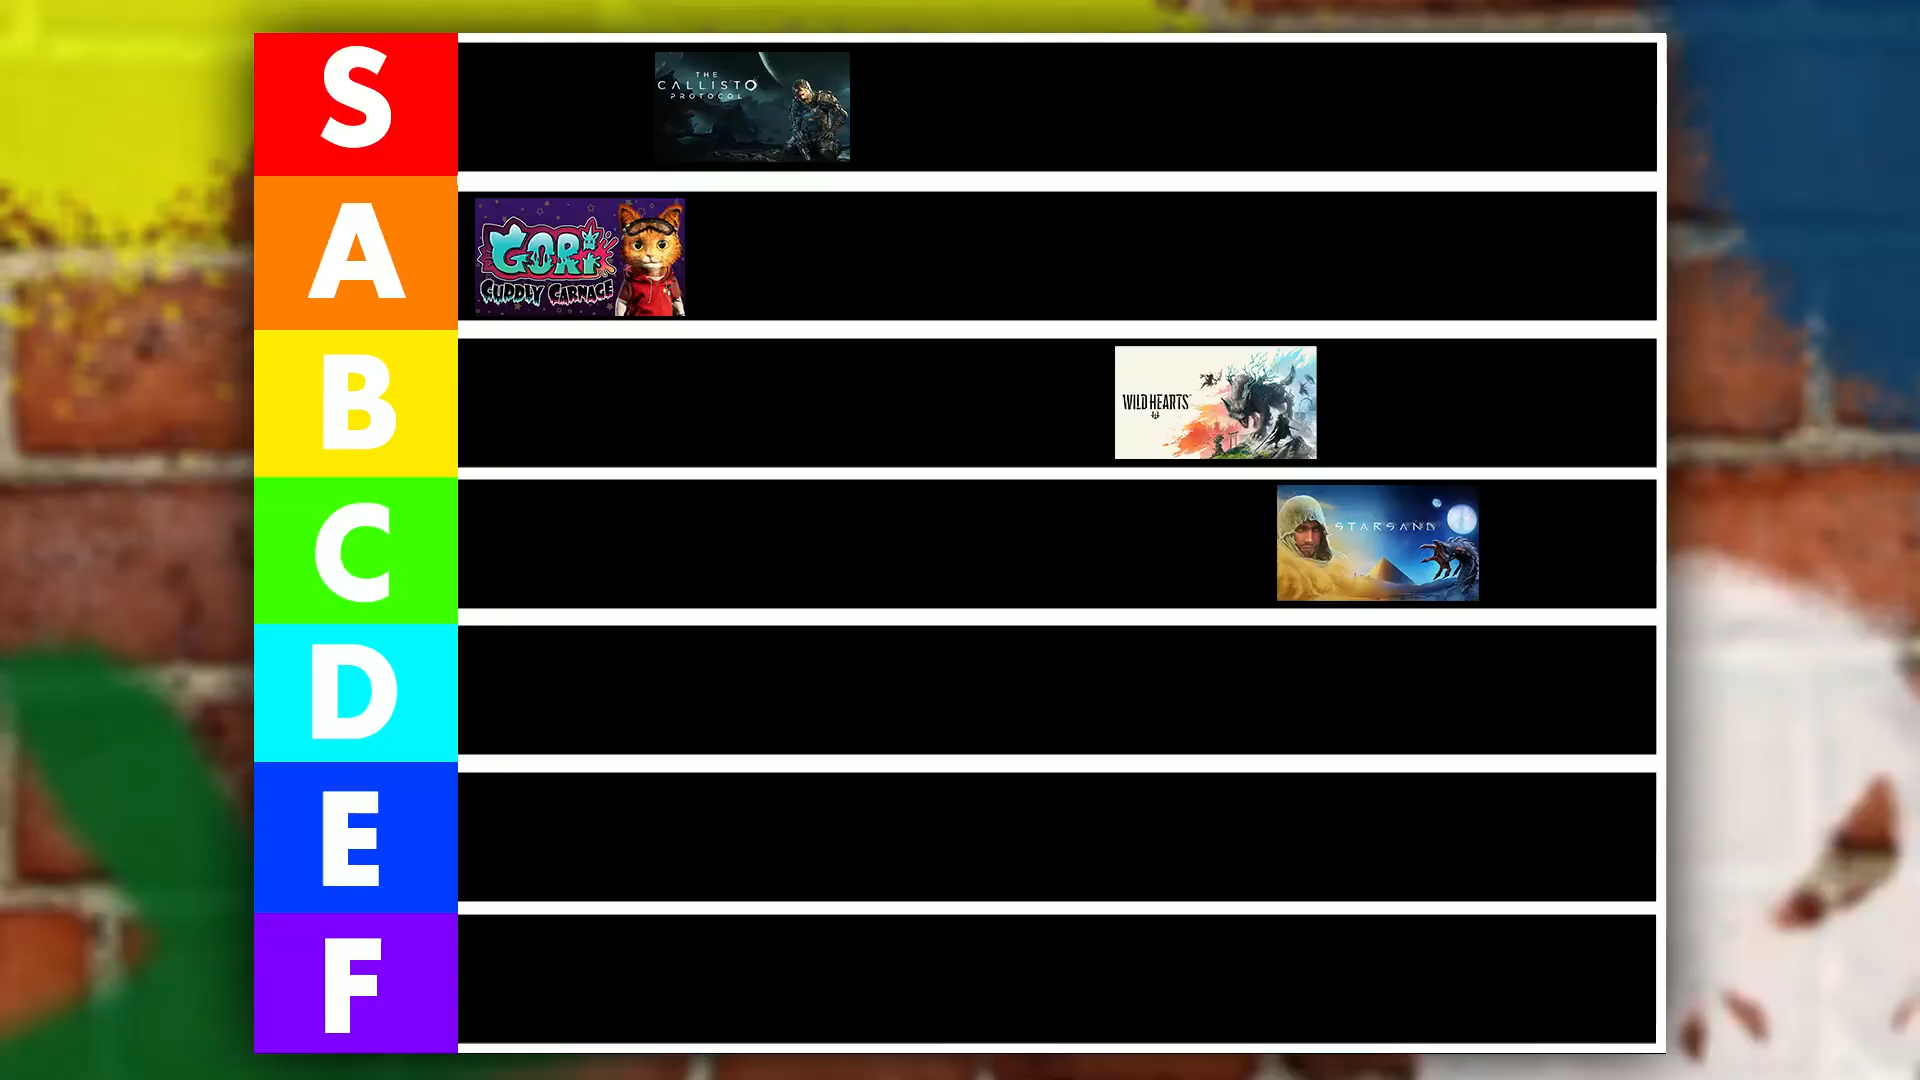 S
THE
CALLISTO
PROTOCOL
A
GORI
CUDDLY CARNAGE
B
WILD HEARTS
C
STARSAND
D
E
F